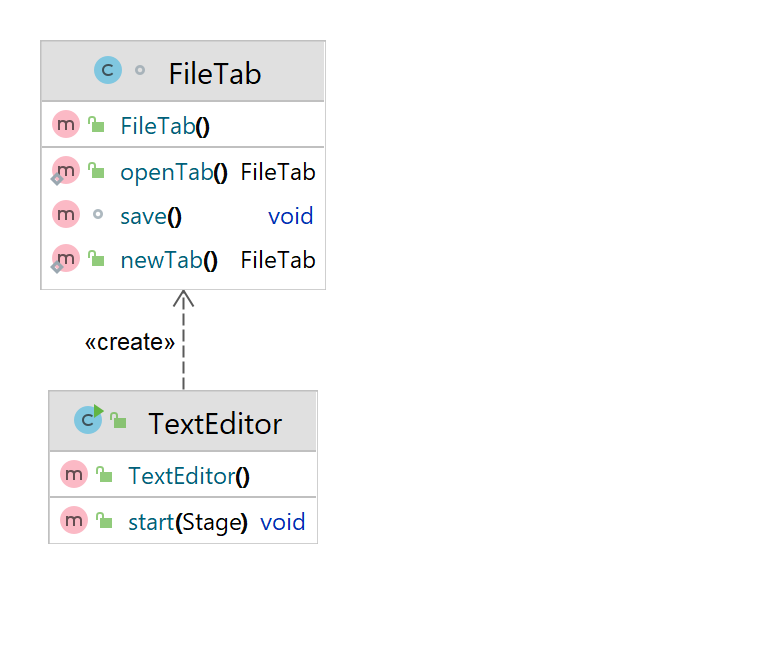 C FileTab
m FileTab()
m openTab() FileTab
m save() void
m newTab() FileTab
«create»
C TextEditor
m TextEditor()
m start(Stage) void